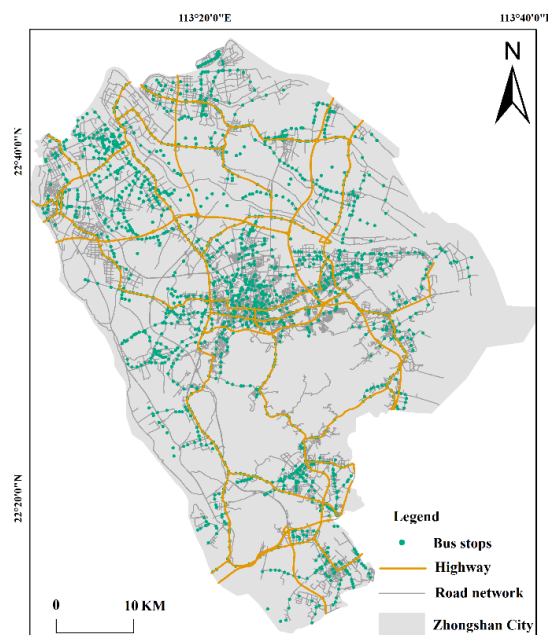 113°20'0"E
113°40'0"E
N
22°40'0"N
22°20'0"N
Legend
Bus stops
Highway
Road network
Zhongshan City
0 10 KM